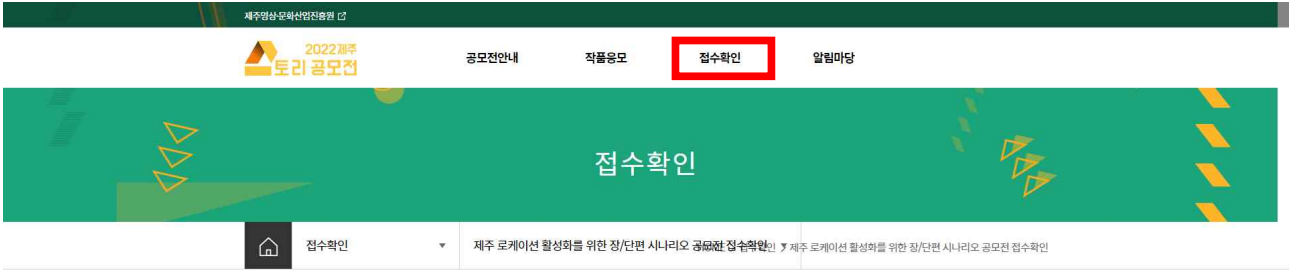 제주영상·문화산업진흥원
2022제주
스토리 공모전
공모전안내 작품응모 접수확인 알림마당
접수확인
접수확인 제주 로케이션 활성화를 위한 장/단편 시나리오 공모전 접수확인 제주 로케이션 활성화를 위한 장/단편 시나리오 공모전 접수확인